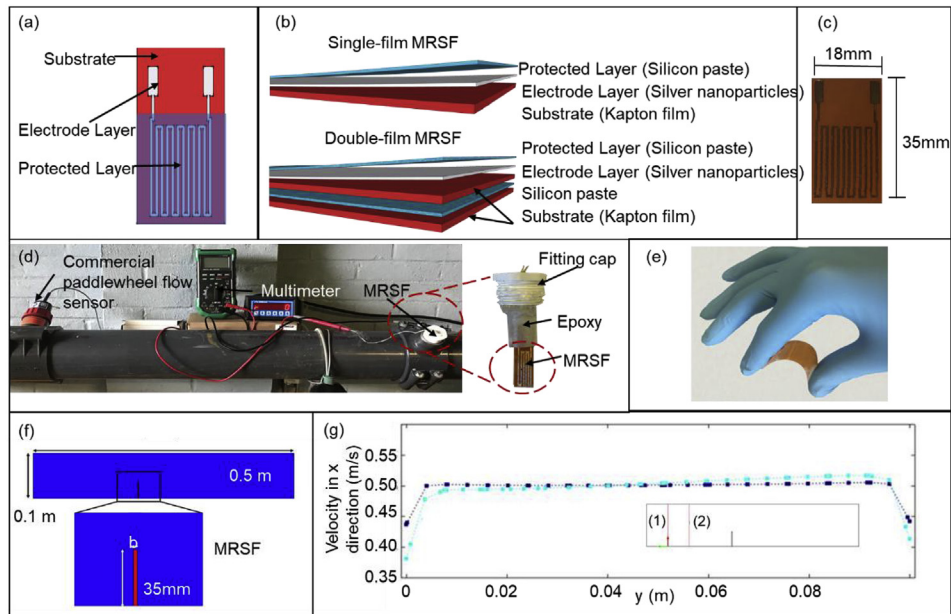 (a)
Substrate
Electrode Layer
Protected Layer
(b)
Single-film MRSF
Protected Layer (Silicon paste)
Electrode Layer (Silver nanoparticles)
Substrate (Kapton film)
Double-film MRSF
Protected Layer (Silicon paste)
Electrode Layer (Silver nanoparticles)
Silicon paste
Substrate (Kapton film)
(c)
18mm
35mm
(d)
Commercial
paddlewheel flow
sensor
Multimeter
MRSF
Fitting cap
Epoxy
MRSF
(e)
(f)
0.5 m
0.1 m
b
35mm
MRSF
(g)
Velocity in x
direction (m/s)
0.55
0.50
0.45
0.40
0.35
(1)
(2)
0
0.02
0.04
0.06
0.08
y (m)